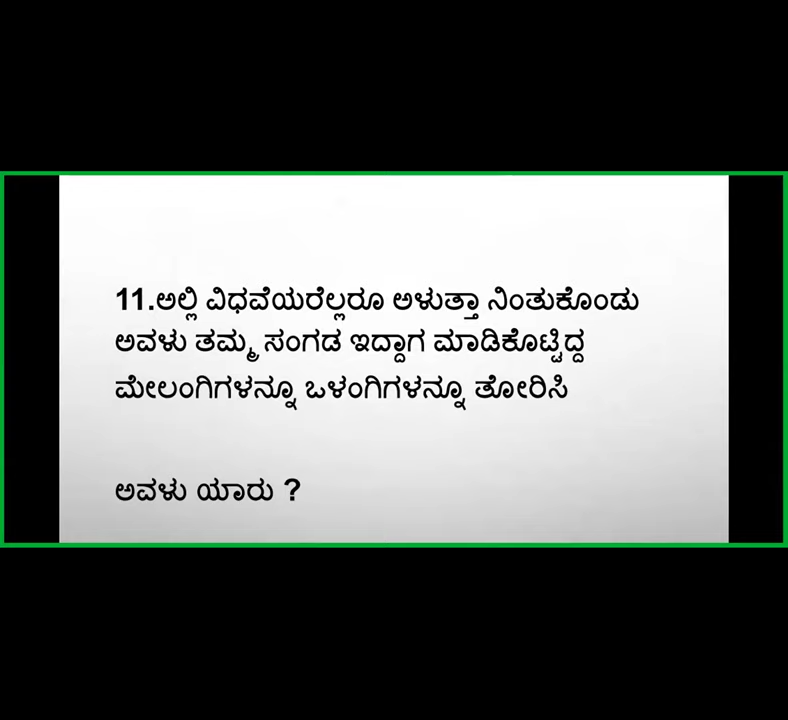 11.ಅಲ್ಲಿ ವಿಧವೆಯರೆಲ್ಲರೂ ಅಳುತ್ತಾ ನಿಂತುಕೊಂಡು
ಅವಳು ತಮ್ಮ ಸಂಗಡ ಇದ್ದಾಗ ಮಾಡಿಕೊಟ್ಟಿದ್ದ
ಮೇಲಂಗಿಗಳನ್ನೂ ಒಳಂಗಿಗಳನ್ನೂ ತೋರಿಸಿ
ಅವಳು ಯಾರು ?